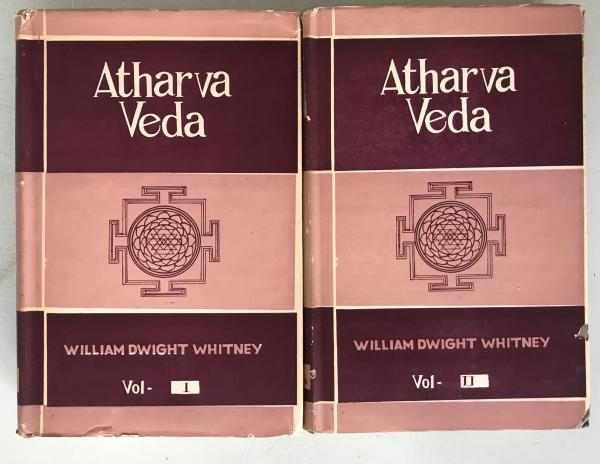 Atharva
Veda
WILLIAM DWIGHT WHITNEY
Vol- I
Atharva
Veda
WILLIAM DWIGHT WHITNEY
Vol- II